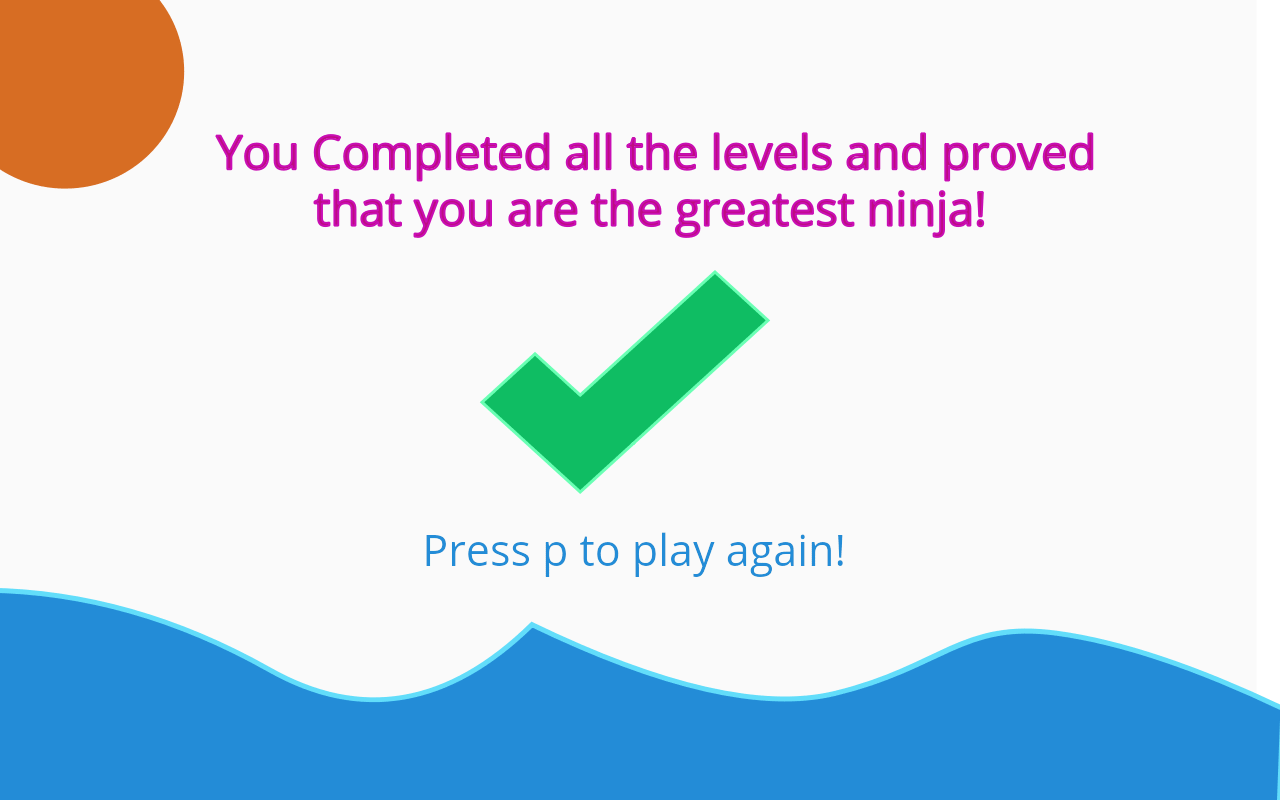 You Completed all the levels and proved
that you are the greatest ninja!
Press p to play again!